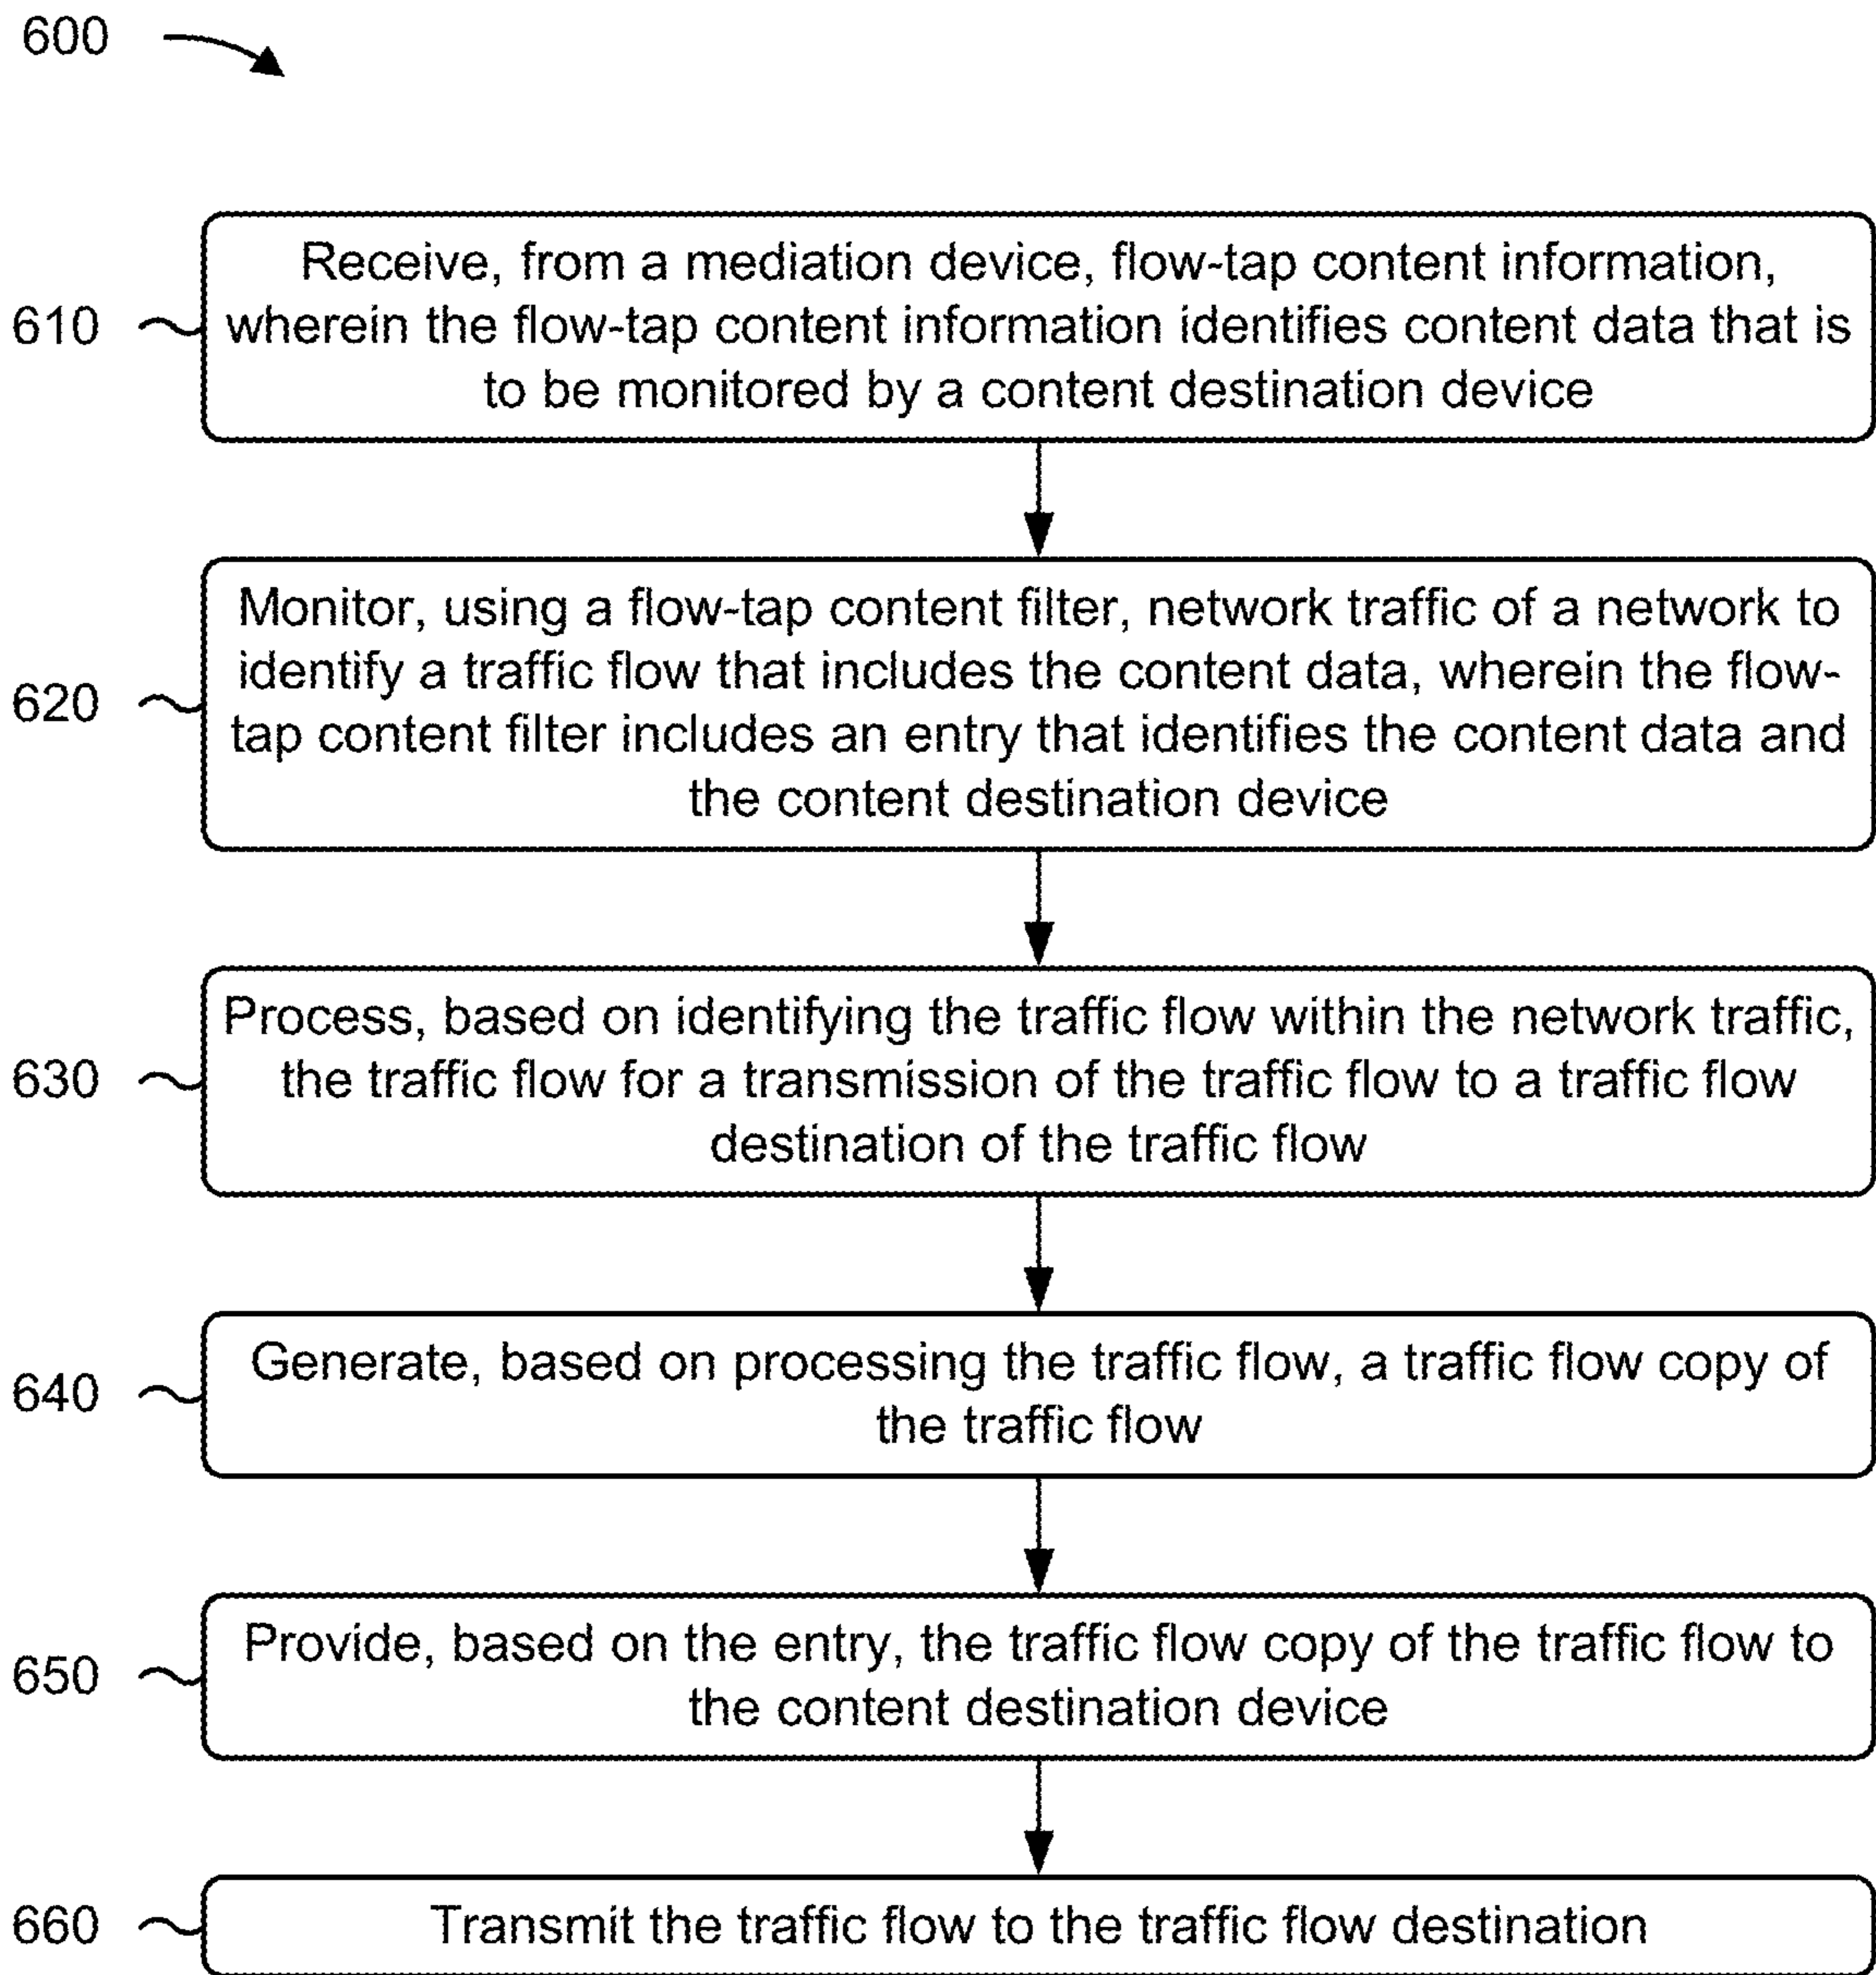 600
610
Receive, from a mediation device, flow-tap content information,
wherein the flow-tap content information identifies content data that is
to be monitored by a content destination device
620
Monitor, using a flow-tap content filter, network traffic of a network to
identify a traffic flow that includes the content data, wherein the flow-
tap content filter includes an entry that identifies the content data and
the content destination device
630
Process, based on identifying the traffic flow within the network traffic,
the traffic flow for a transmission of the traffic flow to a traffic flow
destination of the traffic flow
640
Generate, based on processing the traffic flow, a traffic flow copy of
the traffic flow
650
Provide, based on the entry, the traffic flow copy of the traffic flow to
the content destination device
660
Transmit the traffic flow to the traffic flow destination